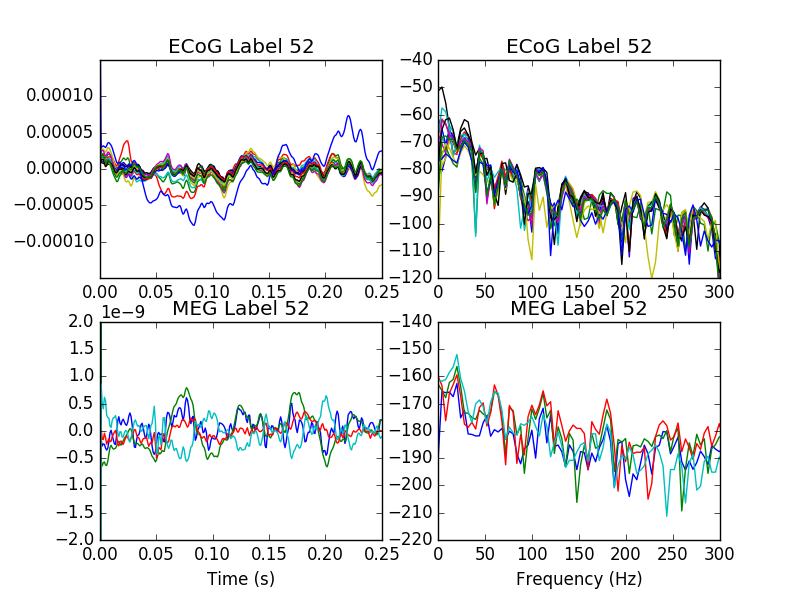 ECoG Label 52
0.00010
0.00005
0.00000
−0.00005
−0.00010
0.00 0.05 0.10 0.15 0.20 0.25
ECoG Label 52
−40
−50
−60
−70
−80
−90
−100
−110
−120
0 50 100 150 200 250 300
1e−9
MEG Label 52
2.0
1.5
1.0
0.5
0.0
−0.5
−1.0
−1.5
−2.0
0.00 0.05 0.10 0.15 0.20 0.25
Time (s)
MEG Label 52
−140
−150
−160
−170
−180
−190
−200
−210
−220
0 50 100 150 200 250 300
Frequency (Hz)